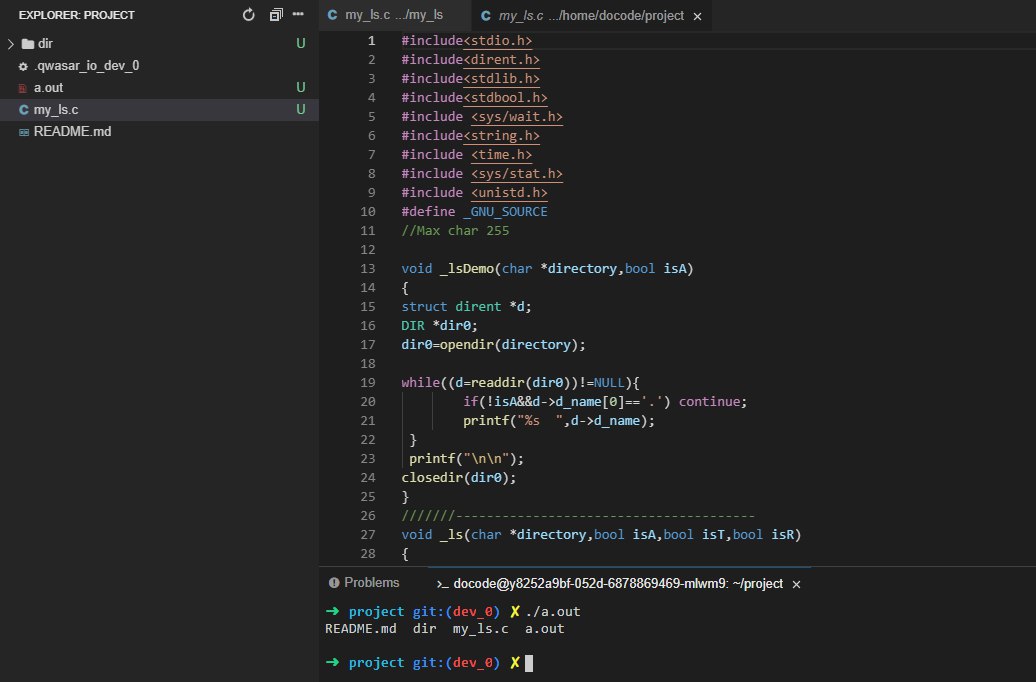 EXPLORER: PROJECT
dir U
.qwasar_io_dev_0
a.out U
C my_ls.c U
README.md
C my_ls.c .../my_ls C my_ls.c .../home/docode/project ×
1 #include<stdio.h>
2 #include<dirent.h>
3 #include<stdlib.h>
4 #include<stdbool.h>
5 #include <sys/wait.h>
6 #include<string.h>
7 #include <time.h>
8 #include <sys/stat.h>
9 #include <unistd.h>
10 #define _GNU_SOURCE
11 //Max char 255
12
13 void _lsDemo(char *directory,bool isA)
14 {
15 struct dirent *d;
16 DIR *dir0;
17 dir0=opendir(directory);
18
19 while((d=readdir(dir0))!=NULL){
20 if(!isA&&d->d_name[0]=='.') continue;
21 printf("%s  ",d->d_name);
22 }
23 printf("\n\n");
24 closedir(dir0);
25 }
26 ///////---------------------------------------
27 void _ls(char *directory,bool isA,bool isT,bool isR)
28 {
Problems >_ docode@y8252a9bf-052d-6878869469-mlwm9: ~/project ×
➜ project git:(dev_0) ✗ ./a.out
README.md  dir  my_ls.c  a.out
➜ project git:(dev_0) ✗